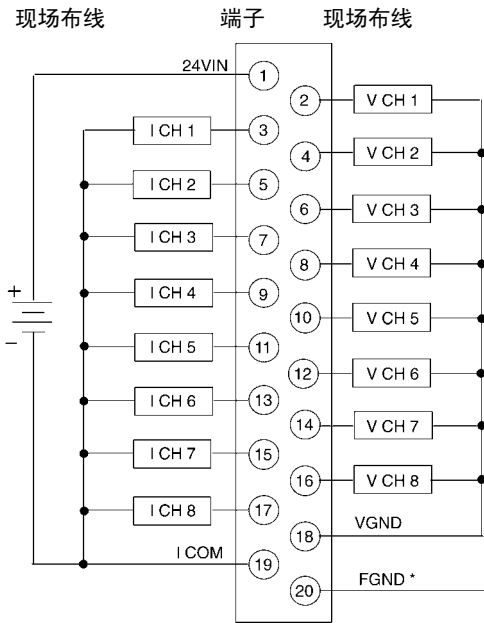 现场布线 端子 现场布线
24VIN 1
2 V CH 1
I CH 1 3
4 V CH 2
I CH 2 5
6 V CH 3
I CH 3 7
8 V CH 4
I CH 4 9
10 V CH 5
I CH 5 11
12 V CH 6
I CH 6 13
14 V CH 7
I CH 7 15
16 V CH 8
I CH 8 17
18 VGND
I COM 19
20 FGND *
+
−